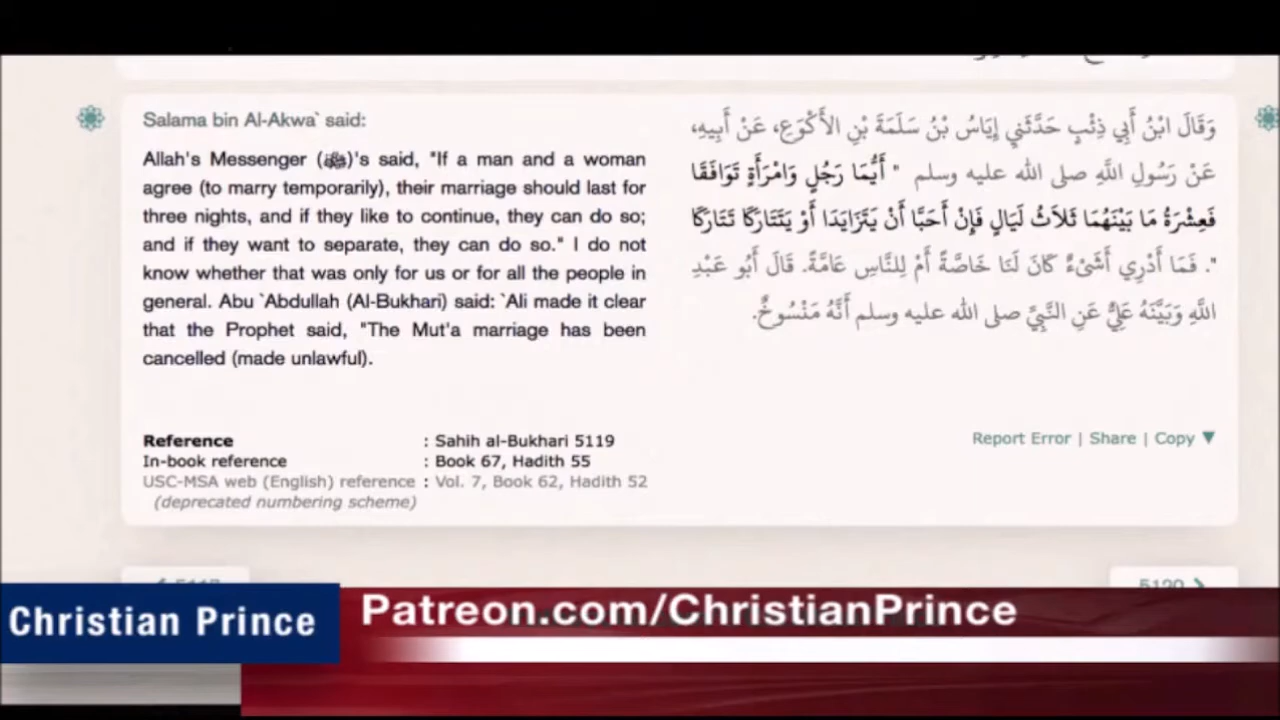 Salama bin Al-Akwa` said:
Allah's Messenger (ﷺ)'s said, "If a man and a woman
agree (to marry temporarily), their marriage should last for
three nights, and if they like to continue, they can do so;
and if they want to separate, they can do so." I do not
know whether that was only for us or for all the people in
general. Abu `Abdullah (Al-Bukhari) said: `Ali made it clear
that the Prophet said, "The Mut'a marriage has been
cancelled (made unlawful).
وَقَالَ ابْنُ أَبِي ذِئْبٍ حَدَّثَنِي إِيَاسُ بْنُ سَلَمَةَ بْنِ الأَكْوَعِ، عَنْ أَبِيهِ،
عَنْ رَسُولِ اللَّهِ صلى الله عليه وسلم " أَيُّمَا رَجُلٍ وَامْرَأَةٍ تَوَافَقَا
فَعِشْرَةُ مَا بَيْنَهُمَا ثَلاَثُ لَيَالٍ فَإِنْ أَحَبَّا أَنْ يَتَزَايَدَا أَوْ يَتَتَارَكَا تَتَارَكَا
". فَمَا أَدْرِي أَشَىْءٌ كَانَ لَنَا خَاصَّةً أَمْ لِلنَّاسِ عَامَّةً. قَالَ أَبُو عَبْدِ
اللَّهِ وَبَيَّنَهُ عَلِيٌّ عَنِ النَّبِيِّ صلى الله عليه وسلم أَنَّهُ مَنْسُوخٌ.
Reference : Sahih al-Bukhari 5119
In-book reference : Book 67, Hadith 55
USC-MSA web (English) reference : Vol. 7, Book 62, Hadith 52
(deprecated numbering scheme)
Report Error | Share | Copy ▼
5120
Christian Prince
Patreon.com/ChristianPrince